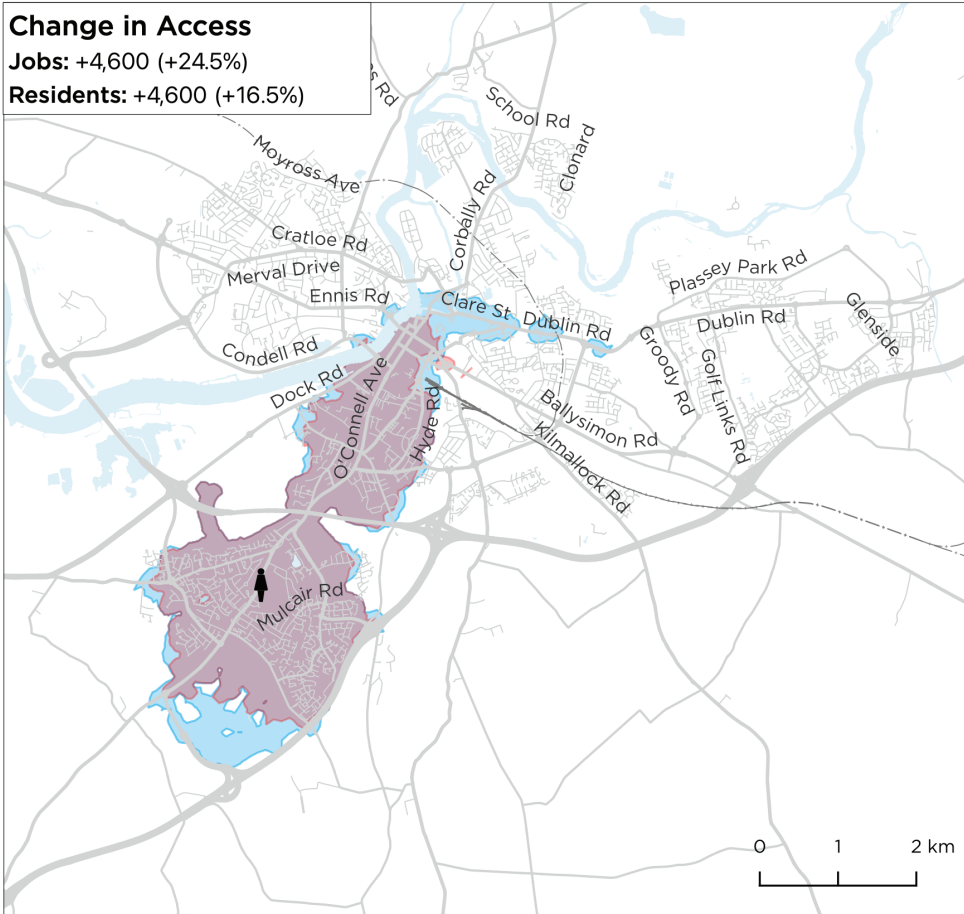 Change in Access
Jobs: +4,600 (+24.5%)
Residents: +4,600 (+16.5%)
Rd
School Rd
Clonard
Moyross Ave
Corbally Rd
Cratloe Rd
Merval Drive
Ennis Rd
Clare St
Dublin Rd
Plassey Park Rd
Dublin Rd
Glenside
Condell Rd
Groody Rd
Golf Links Rd
Dock Rd
O'Connell Ave
Hyde Rd
Ballysimon Rd
Kilmallock Rd
Mulcair Rd
0 1 2 km